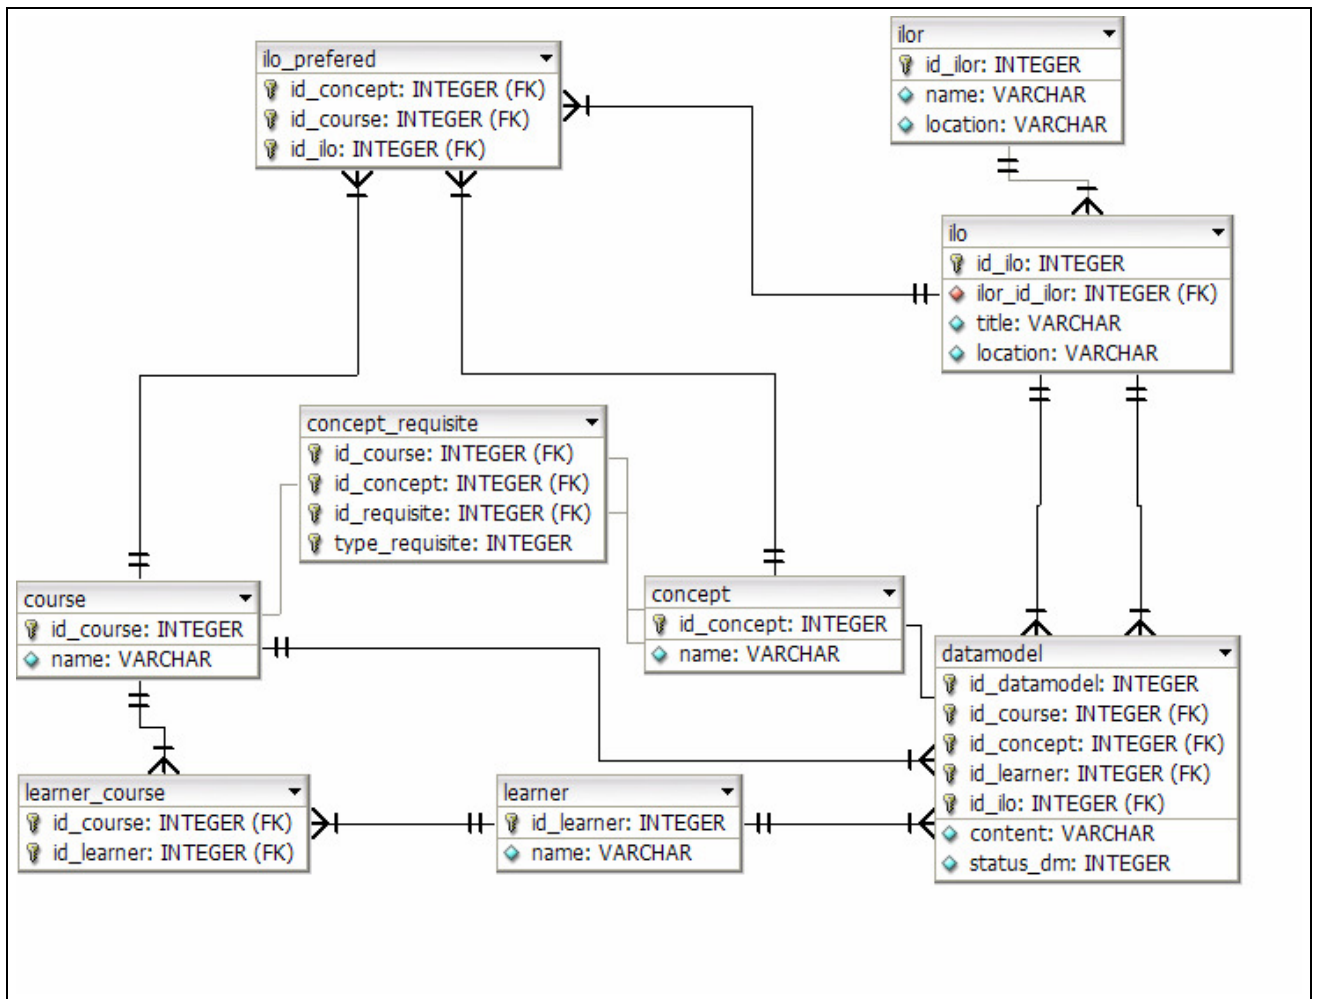 ilo_prefered
id_concept: INTEGER (FK)
id_course: INTEGER (FK)
id_ilo: INTEGER (FK)
ilor
id_ilor: INTEGER
name: VARCHAR
location: VARCHAR
ilo
id_ilo: INTEGER
ilor_id_ilor: INTEGER (FK)
title: VARCHAR
location: VARCHAR
concept_requisite
id_course: INTEGER (FK)
id_concept: INTEGER (FK)
id_requisite: INTEGER (FK)
type_requisite: INTEGER
course
id_course: INTEGER
name: VARCHAR
concept
id_concept: INTEGER
name: VARCHAR
datamodel
id_datamodel: INTEGER
id_course: INTEGER (FK)
id_concept: INTEGER (FK)
id_learner: INTEGER (FK)
id_ilo: INTEGER (FK)
content: VARCHAR
status_dm: INTEGER
learner_course
id_course: INTEGER (FK)
id_learner: INTEGER (FK)
learner
id_learner: INTEGER
name: VARCHAR